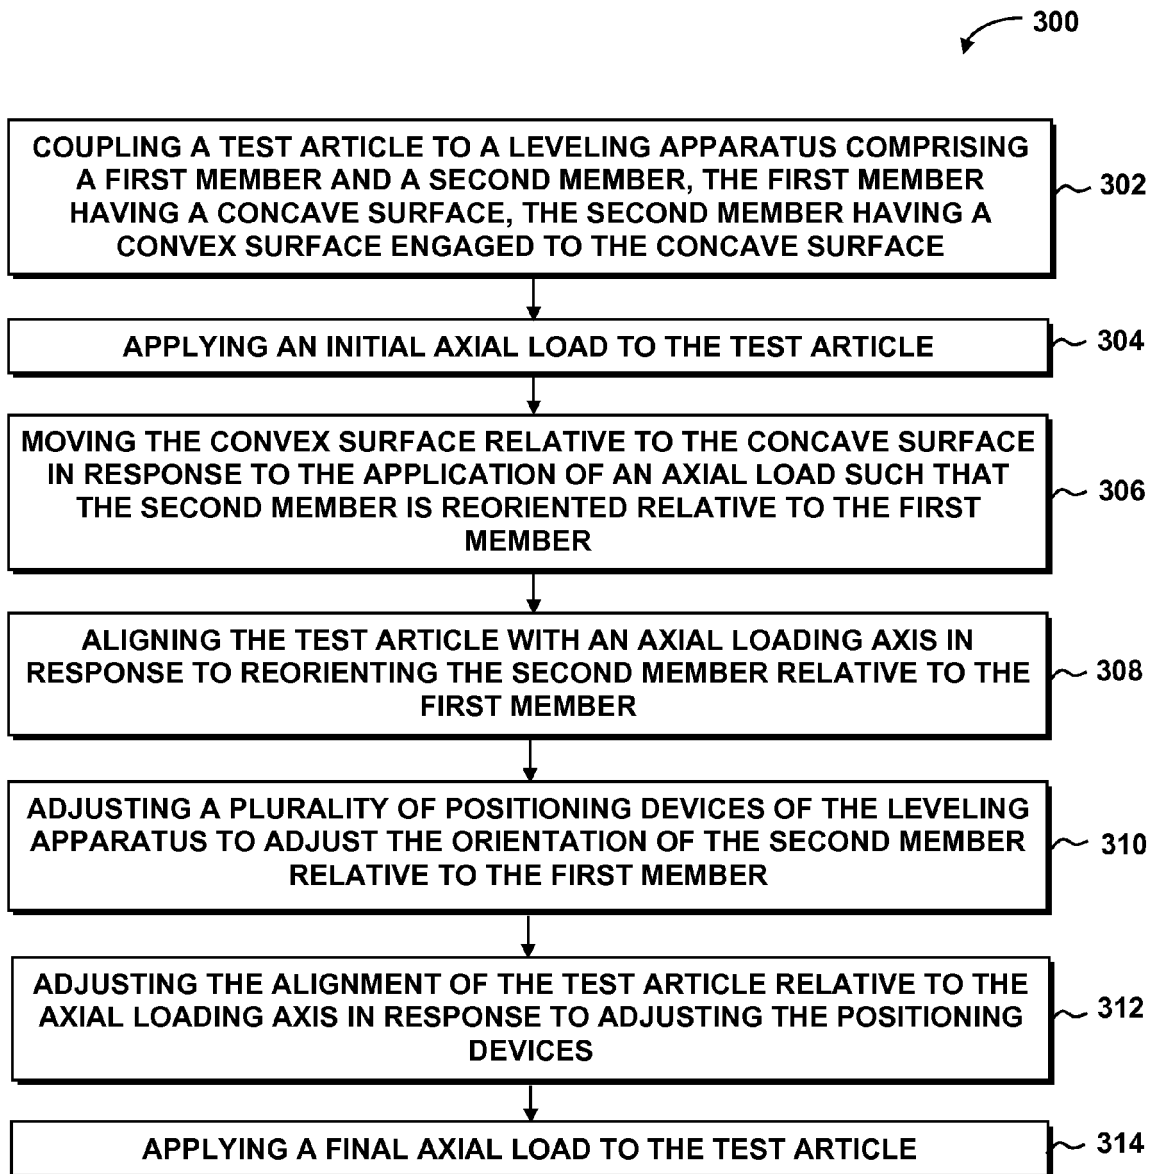 300
COUPLING A TEST ARTICLE TO A LEVELING APPARATUS COMPRISING
A FIRST MEMBER AND A SECOND MEMBER, THE FIRST MEMBER
HAVING A CONCAVE SURFACE, THE SECOND MEMBER HAVING A
CONVEX SURFACE ENGAGED TO THE CONCAVE SURFACE
302
APPLYING AN INITIAL AXIAL LOAD TO THE TEST ARTICLE
304
MOVING THE CONVEX SURFACE RELATIVE TO THE CONCAVE SURFACE
IN RESPONSE TO THE APPLICATION OF AN AXIAL LOAD SUCH THAT
THE SECOND MEMBER IS REORIENTED RELATIVE TO THE FIRST
MEMBER
306
ALIGNING THE TEST ARTICLE WITH AN AXIAL LOADING AXIS IN
RESPONSE TO REORIENTING THE SECOND MEMBER RELATIVE TO THE
FIRST MEMBER
308
ADJUSTING A PLURALITY OF POSITIONING DEVICES OF THE LEVELING
APPARATUS TO ADJUST THE ORIENTATION OF THE SECOND MEMBER
RELATIVE TO THE FIRST MEMBER
310
ADJUSTING THE ALIGNMENT OF THE TEST ARTICLE RELATIVE TO THE
AXIAL LOADING AXIS IN RESPONSE TO ADJUSTING THE POSITIONING
DEVICES
312
APPLYING A FINAL AXIAL LOAD TO THE TEST ARTICLE
314